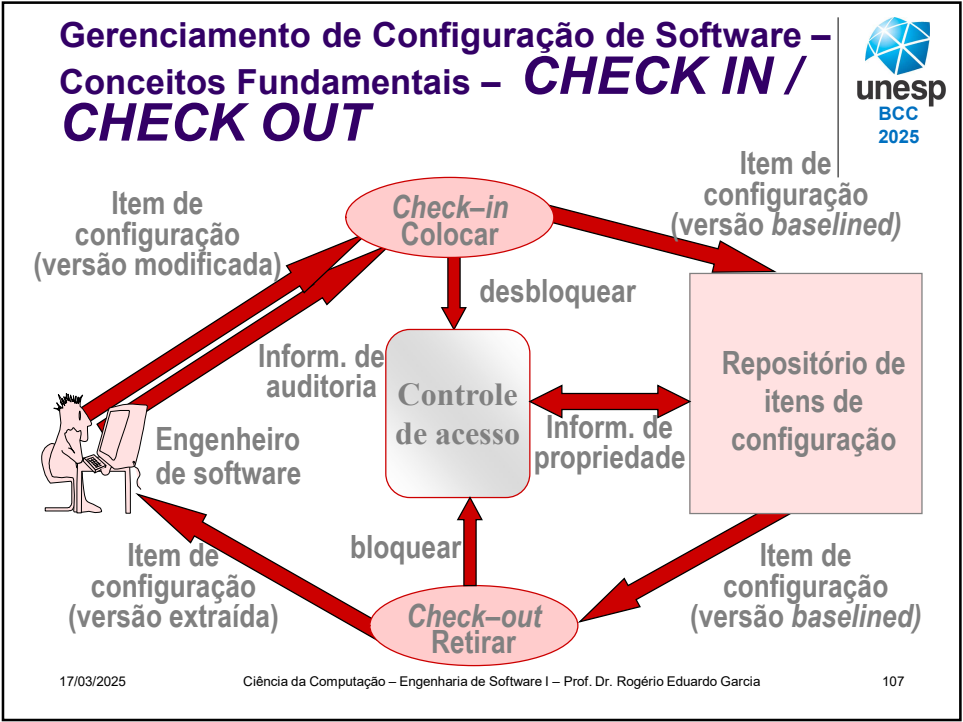 Gerenciamento de Configuração de Software –
Conceitos Fundamentais – CHECK IN /
CHECK OUT
unesp
BCC
2025
Item de
configuração
(versão modificada)
Check–in
Colocar
Item de
configuração
(versão baselined)
desbloquear
Inform. de
auditoria
Controle
de acesso
Inform. de
propriedade
Repositório de
itens de
configuração
Engenheiro
de software
bloquear
Item de
configuração
(versão extraída)
Check–out
Retirar
Item de
configuração
(versão baselined)
17/03/2025
Ciência da Computação – Engenharia de Software I – Prof. Dr. Rogério Eduardo Garcia
107